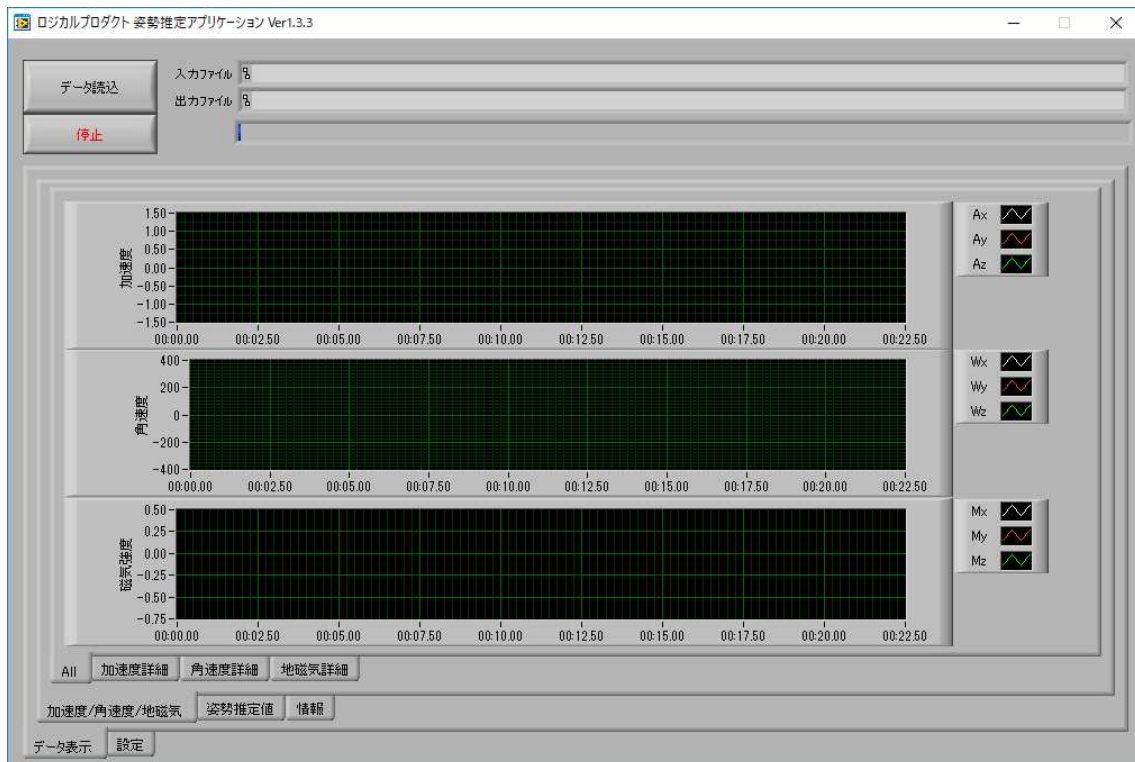 ロジカルプロダクト 姿勢推定アプリケーション Ver1.3.3
データ読込
入力ファイル
出力ファイル
停止
加速度
1.50
1.00
0.50
0.00
-0.50
-1.00
-1.50
00:00.00 00:02.50 00:05.00 00:07.50 00:10.00 00:12.50 00:15.00 00:17.50 00:20.00 00:22.50
Ax
Ay
Az
角速度
400
200
0
-200
-400
00:00.00 00:02.50 00:05.00 00:07.50 00:10.00 00:12.50 00:15.00 00:17.50 00:20.00 00:22.50
Wx
Wy
Wz
磁気強度
0.50
0.25
0.00
-0.25
-0.50
-0.75
00:00.00 00:02.50 00:05.00 00:07.50 00:10.00 00:12.50 00:15.00 00:17.50 00:20.00 00:22.50
Mx
My
Mz
All 加速度詳細 角速度詳細 地磁気詳細
加速度/角速度/地磁気 姿勢推定値 情報
データ表示 設定